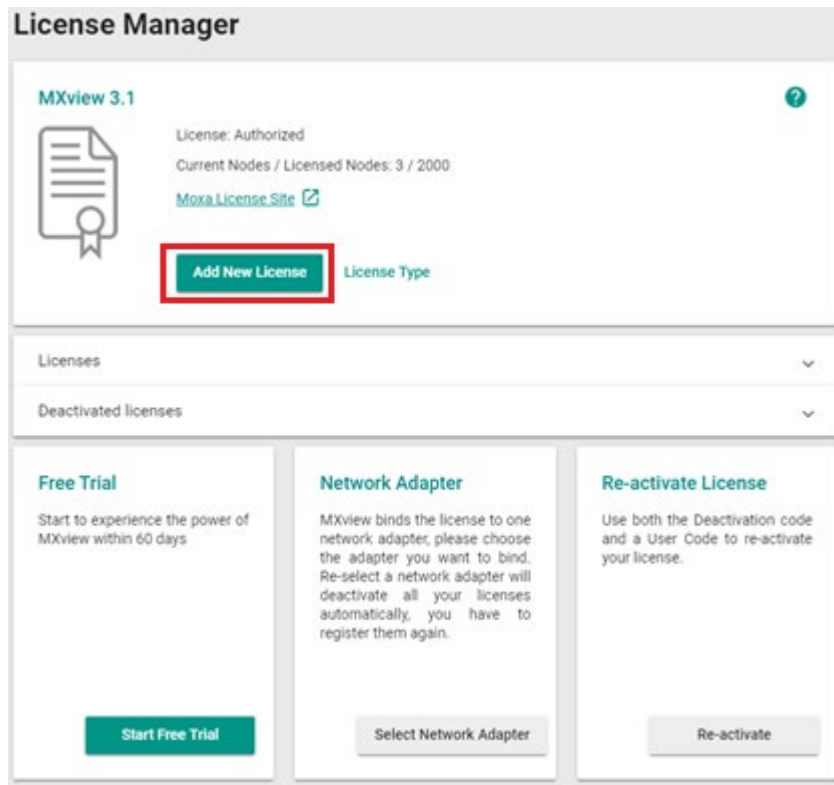 License Manager
MXview 3.1
License: Authorized
Current Nodes / Licensed Nodes: 3 / 2000
Moxa License Site
Add New License
License Type
Licenses
Deactivated licenses
Free Trial
Start to experience the power of
MXview within 60 days
Start Free Trial
Network Adapter
MXview binds the license to one
network adapter, please choose
the adapter you want to bind.
Re-select a network adapter will
deactivate all your licenses
automatically, you have to
register them again.
Select Network Adapter
Re-activate License
Use both the Deactivation code
and a User Code to re-activate
your license.
Re-activate